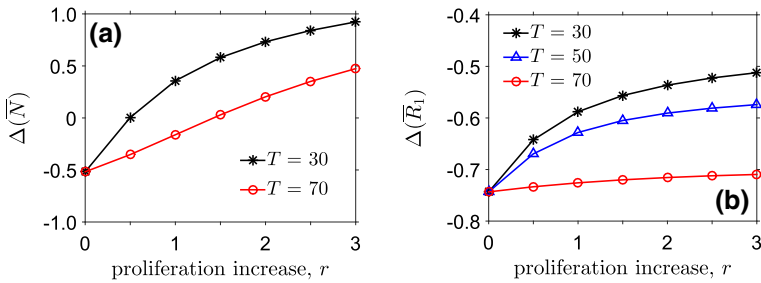 (a)
1.0
0.5
0
-0.5
-1.0
Δ(N̅)
T = 30
T = 70
0 1 2 3
proliferation increase, r
-0.4
-0.5
-0.6
-0.7
-0.8
Δ(R̅₁)
T = 30
T = 50
T = 70
(b)
0 1 2 3
proliferation increase, r